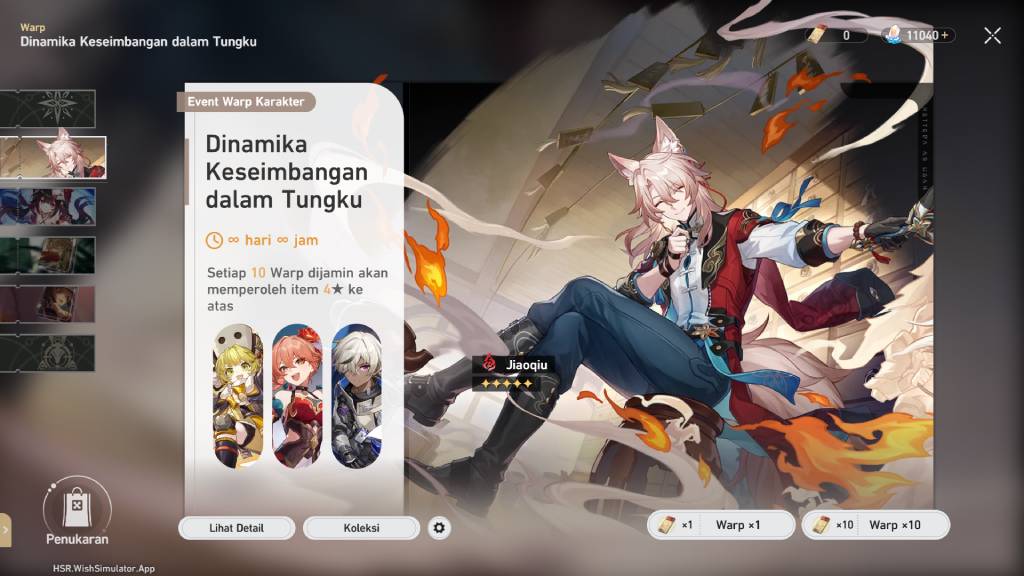 Warp
Dinamika Keseimbangan dalam Tungku
0
11040 +
Event Warp Karakter
Dinamika
Keseimbangan
dalam Tungku
∞ hari ∞ jam
Setiap 10 Warp dijamin akan
memperoleh item 4★ ke
atas
Jiaoqiu
Penukaran
Lihat Detail
Koleksi
×1
Warp ×1
×10
Warp ×10
HSR.WishSimulator.App